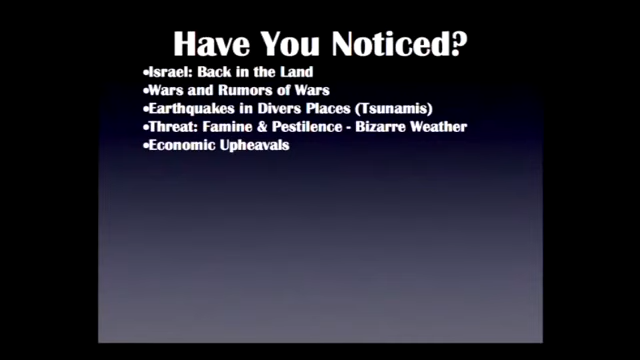 Have You Noticed?
•Israel: Back in the Land
•Wars and Rumors of Wars
•Earthquakes in Divers Places (Tsunamis)
•Threat: Famine & Pestilence - Bizarre Weather
•Economic Upheavals